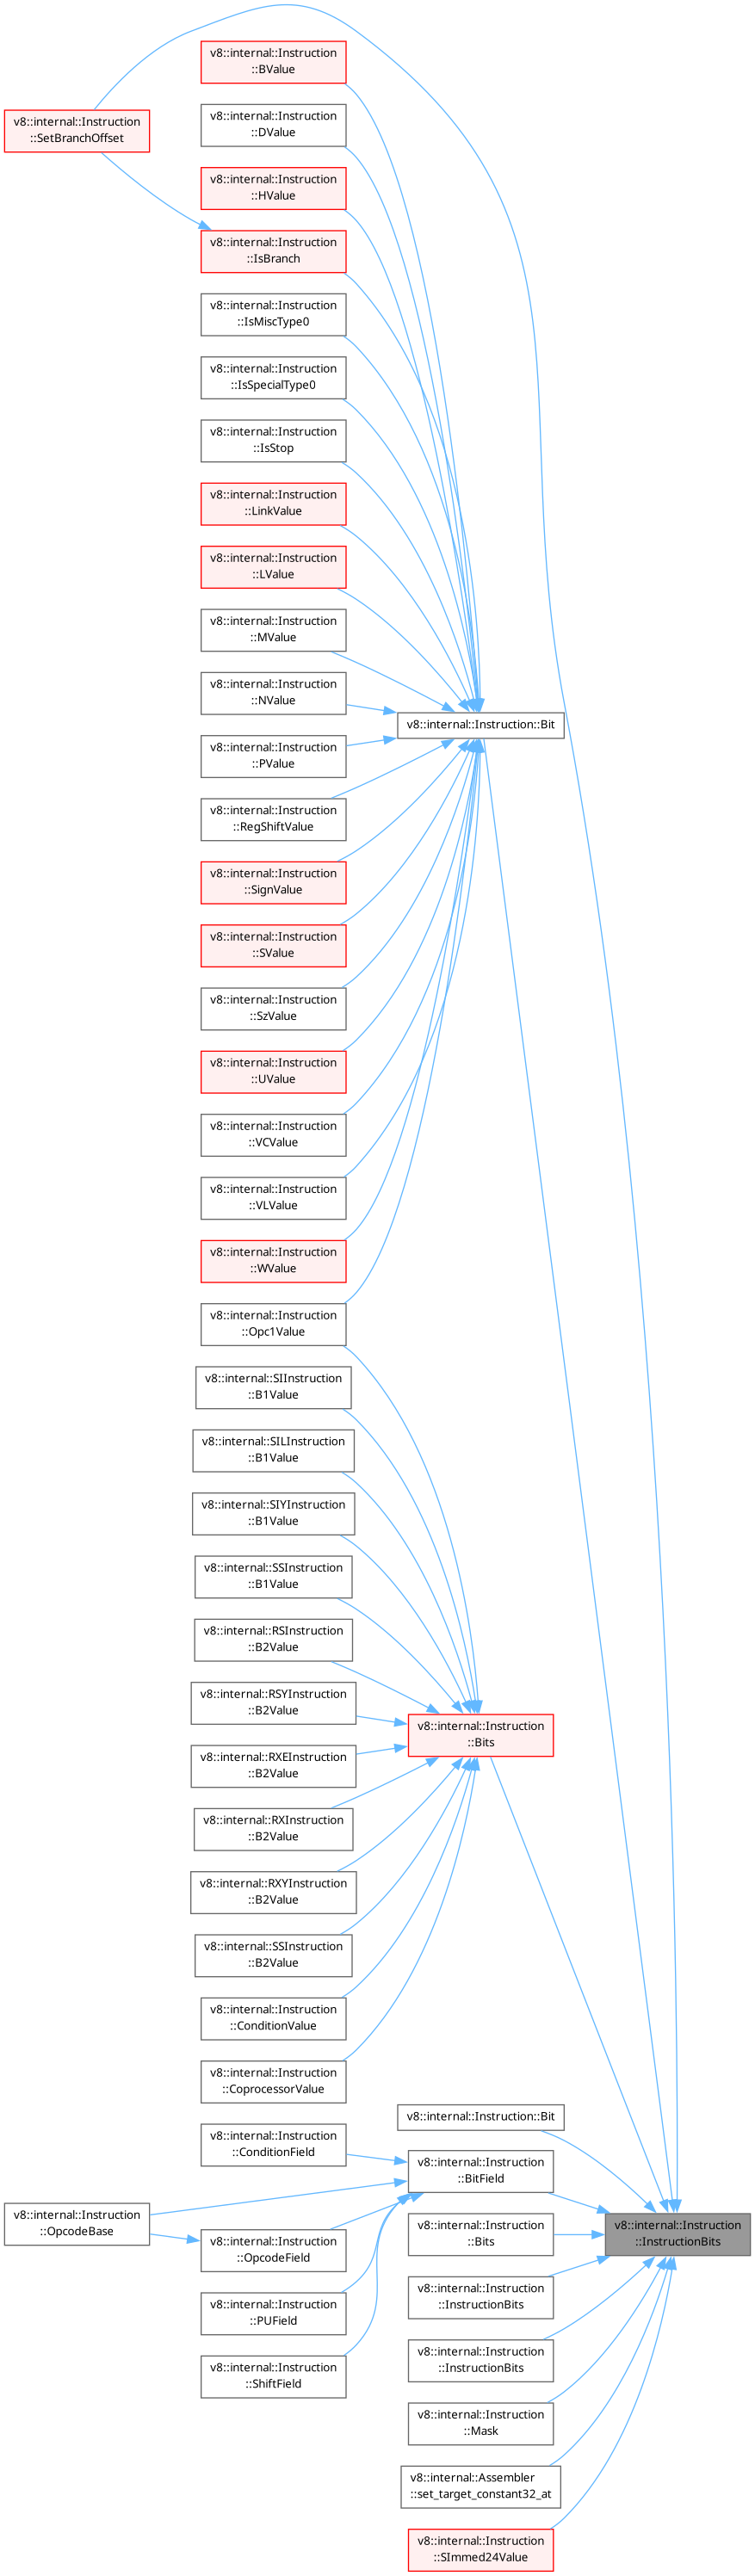 v8::internal::Instruction
::SetBranchOffset
v8::internal::Instruction
::BValue
v8::internal::Instruction
::DValue
v8::internal::Instruction
::HValue
v8::internal::Instruction
::IsBranch
v8::internal::Instruction
::IsMiscType0
v8::internal::Instruction
::IsSpecialType0
v8::internal::Instruction
::IsStop
v8::internal::Instruction
::LinkValue
v8::internal::Instruction
::LValue
v8::internal::Instruction
::MValue
v8::internal::Instruction
::NValue
v8::internal::Instruction::Bit
v8::internal::Instruction
::PValue
v8::internal::Instruction
::RegShiftValue
v8::internal::Instruction
::SignValue
v8::internal::Instruction
::SValue
v8::internal::Instruction
::SzValue
v8::internal::Instruction
::UValue
v8::internal::Instruction
::VCValue
v8::internal::Instruction
::VLValue
v8::internal::Instruction
::WValue
v8::internal::Instruction
::Opc1Value
v8::internal::SIInstruction
::B1Value
v8::internal::SILInstruction
::B1Value
v8::internal::SIYInstruction
::B1Value
v8::internal::SSInstruction
::B1Value
v8::internal::RSInstruction
::B2Value
v8::internal::RSYInstruction
::B2Value
v8::internal::Instruction
::Bits
v8::internal::RXEInstruction
::B2Value
v8::internal::RXInstruction
::B2Value
v8::internal::RXYInstruction
::B2Value
v8::internal::SSInstruction
::B2Value
v8::internal::Instruction
::ConditionValue
v8::internal::Instruction
::CoprocessorValue
v8::internal::Instruction::Bit
v8::internal::Instruction
::ConditionField
v8::internal::Instruction
::BitField
v8::internal::Instruction
::OpcodeBase
v8::internal::Instruction
::OpcodeField
v8::internal::Instruction
::Bits
v8::internal::Instruction
::InstructionBits
v8::internal::Instruction
::PUField
v8::internal::Instruction
::InstructionBits
v8::internal::Instruction
::ShiftField
v8::internal::Instruction
::InstructionBits
v8::internal::Instruction
::Mask
v8::internal::Assembler
::set_target_constant32_at
v8::internal::Instruction
::SImmed24Value